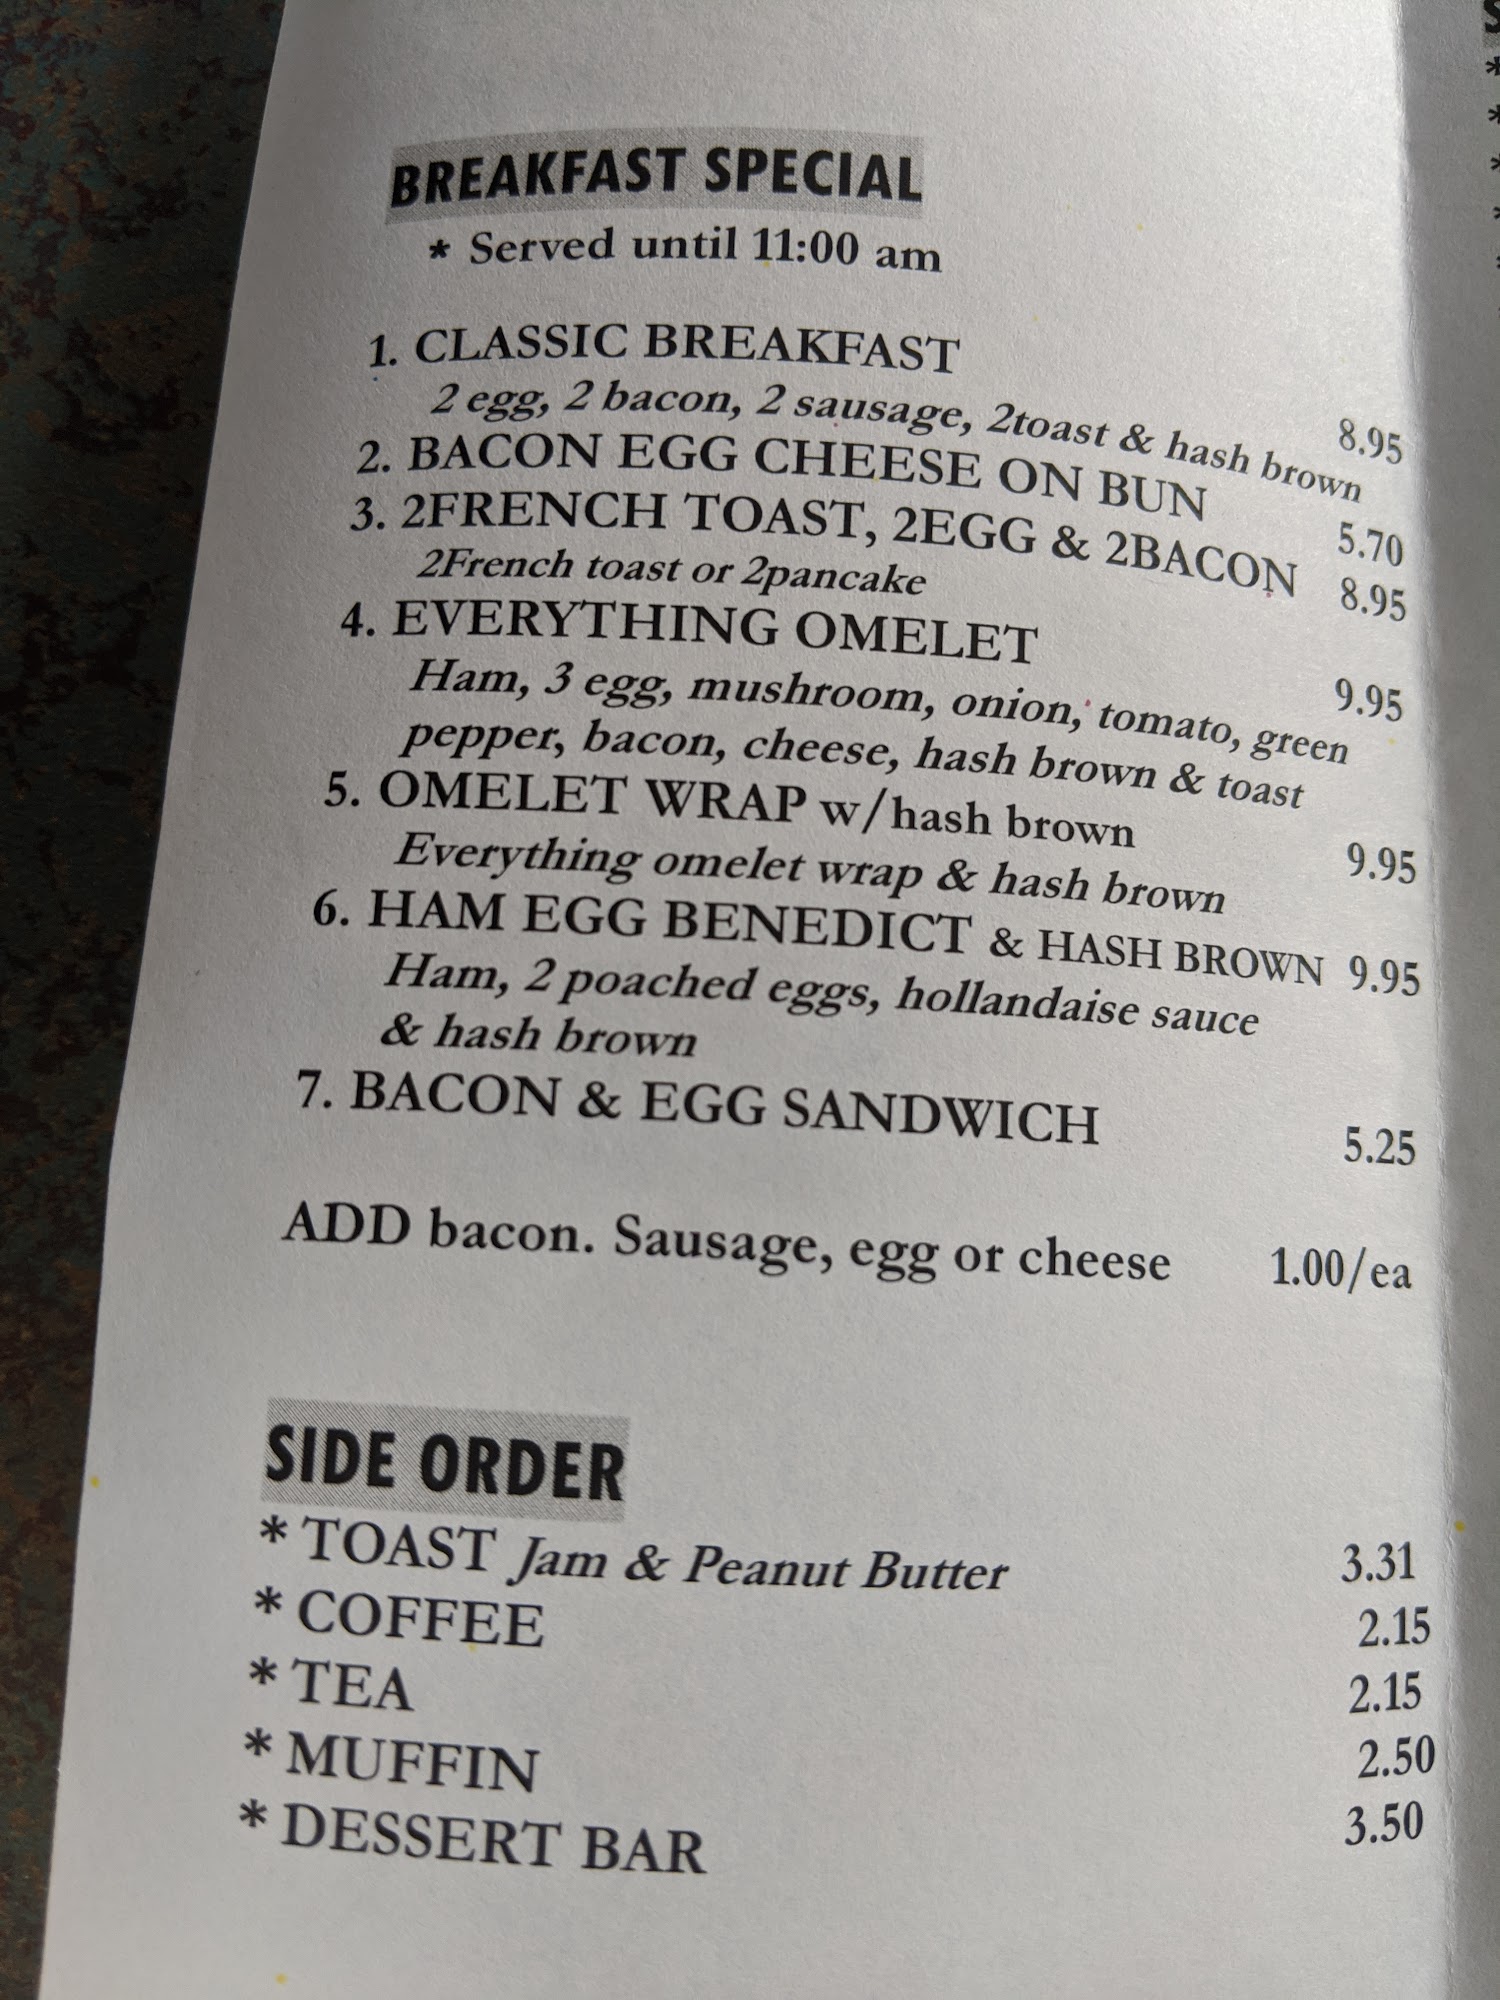 BREAKFAST SPECIAL
* Served until 11:00 am
1. CLASSIC BREAKFAST 8.95
2 egg, 2 bacon, 2 sausage, 2toast & hash brown
2. BACON EGG CHEESE ON BUN 5.70
3. 2FRENCH TOAST, 2EGG & 2BACON 8.95
2French toast or 2pancake
4. EVERYTHING OMELET 9.95
Ham, 3 egg, mushroom, onion, tomato, green
pepper, bacon, cheese, hash brown & toast
5. OMELET WRAP w/hash brown 9.95
Everything omelet wrap & hash brown
6. HAM EGG BENEDICT & HASH BROWN 9.95
Ham, 2 poached eggs, hollandaise sauce
& hash brown
7. BACON & EGG SANDWICH 5.25
ADD bacon. Sausage, egg or cheese 1.00/ea
SIDE ORDER
* TOAST Jam & Peanut Butter 3.31
* COFFEE 2.15
* TEA 2.15
* MUFFIN 2.50
* DESSERT BAR 3.50